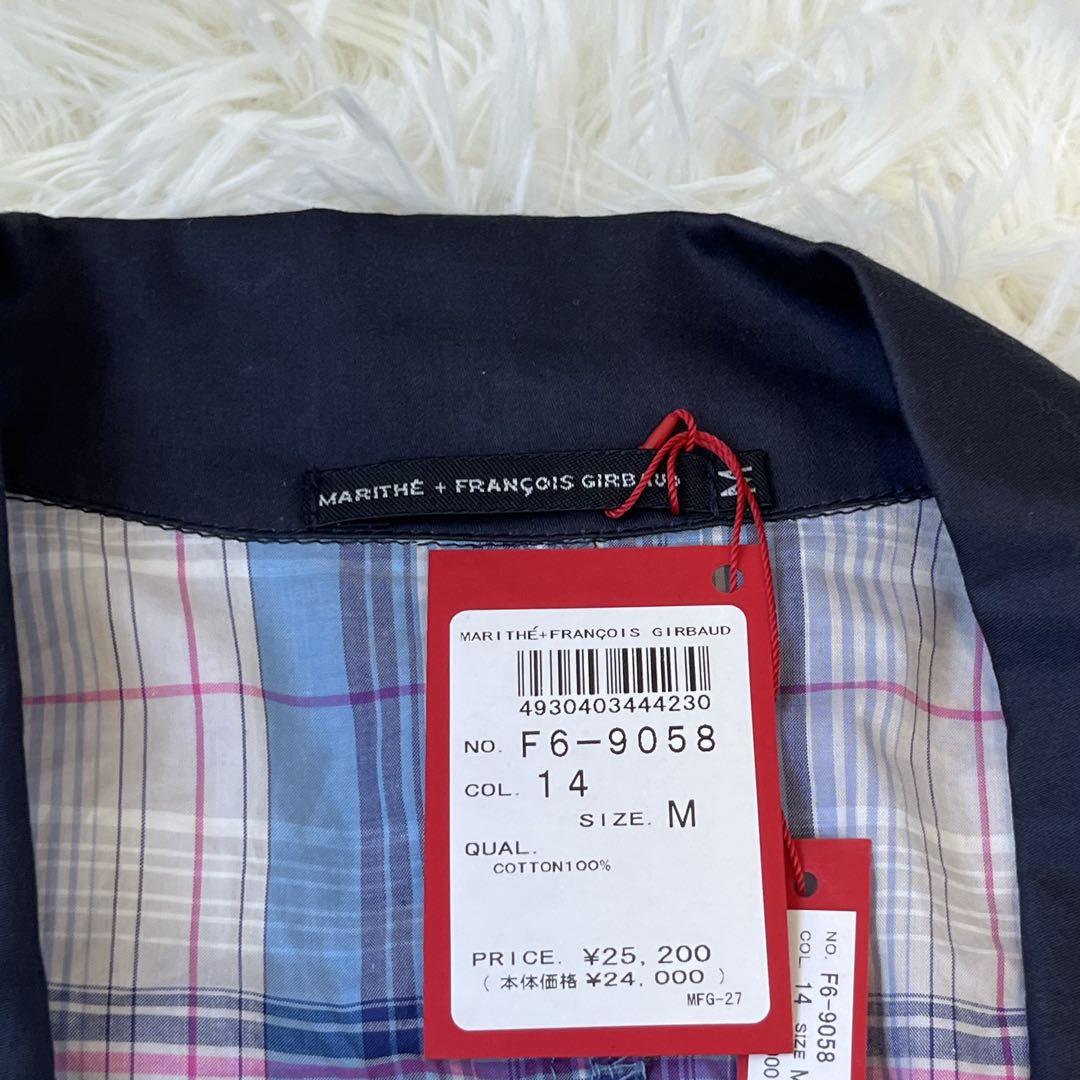 MARITHÉ + FRANÇOIS GIRBAUD M
MARITHÉ+FRANÇOIS GIRBAUD
4930403444230
NO. F6-9058
COL. 14
SIZE. M
QUAL.
COTTON100%
PRICE. ¥25,200
(本体価格 ¥24,000)
MFG-27
NO. F6-9058
COL 14 SIZE M